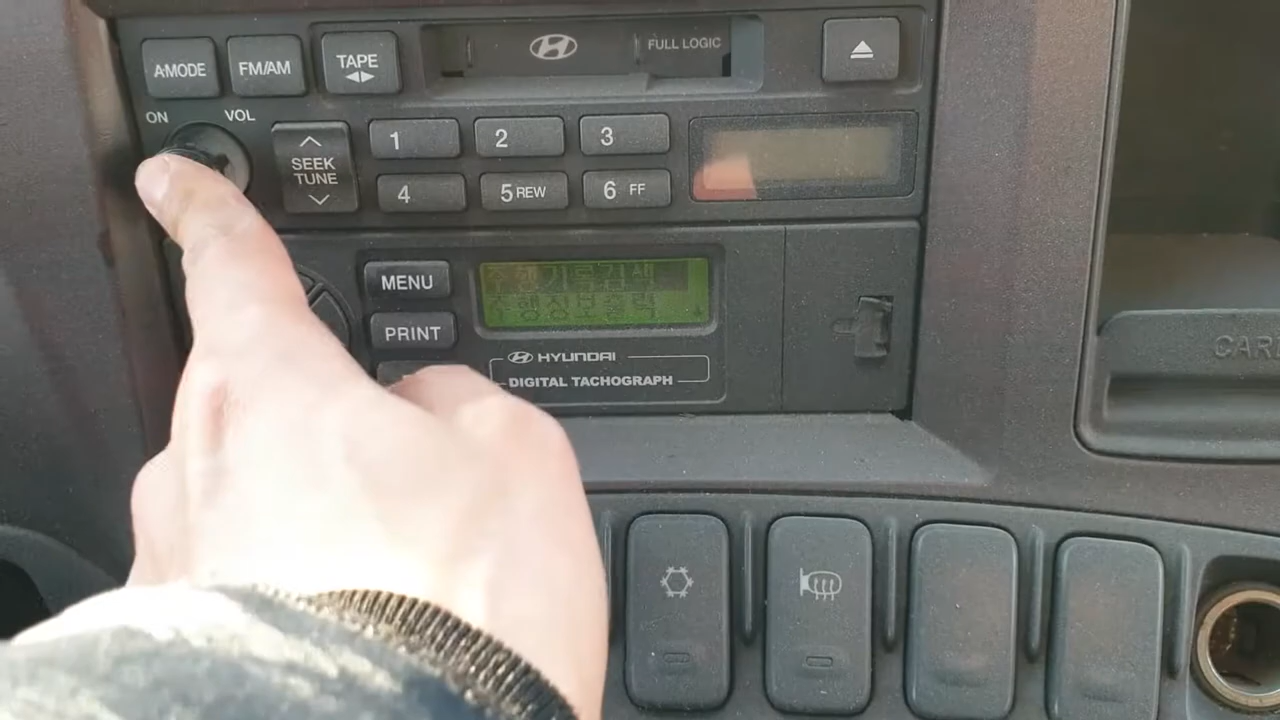 A·MODE FM/AM TAPE FULL LOGIC
ON VOL
SEEK
TUNE
1 2 3
4 5 REW 6 FF
MENU
PRINT
주행기록검색
주행정보출력
HYUNDAI
DIGITAL TACHOGRAPH